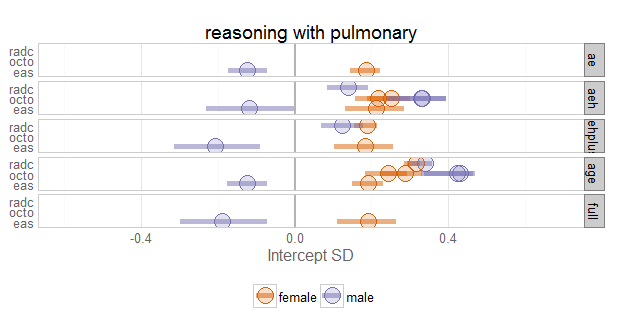 reasoning with pulmonary
radc
octo
eas
ae
radc
octo
eas
aeh
radc
octo
eas
ehplu
radc
octo
eas
age
radc
octo
eas
full
-0.4 0.0 0.4
Intercept SD
female male